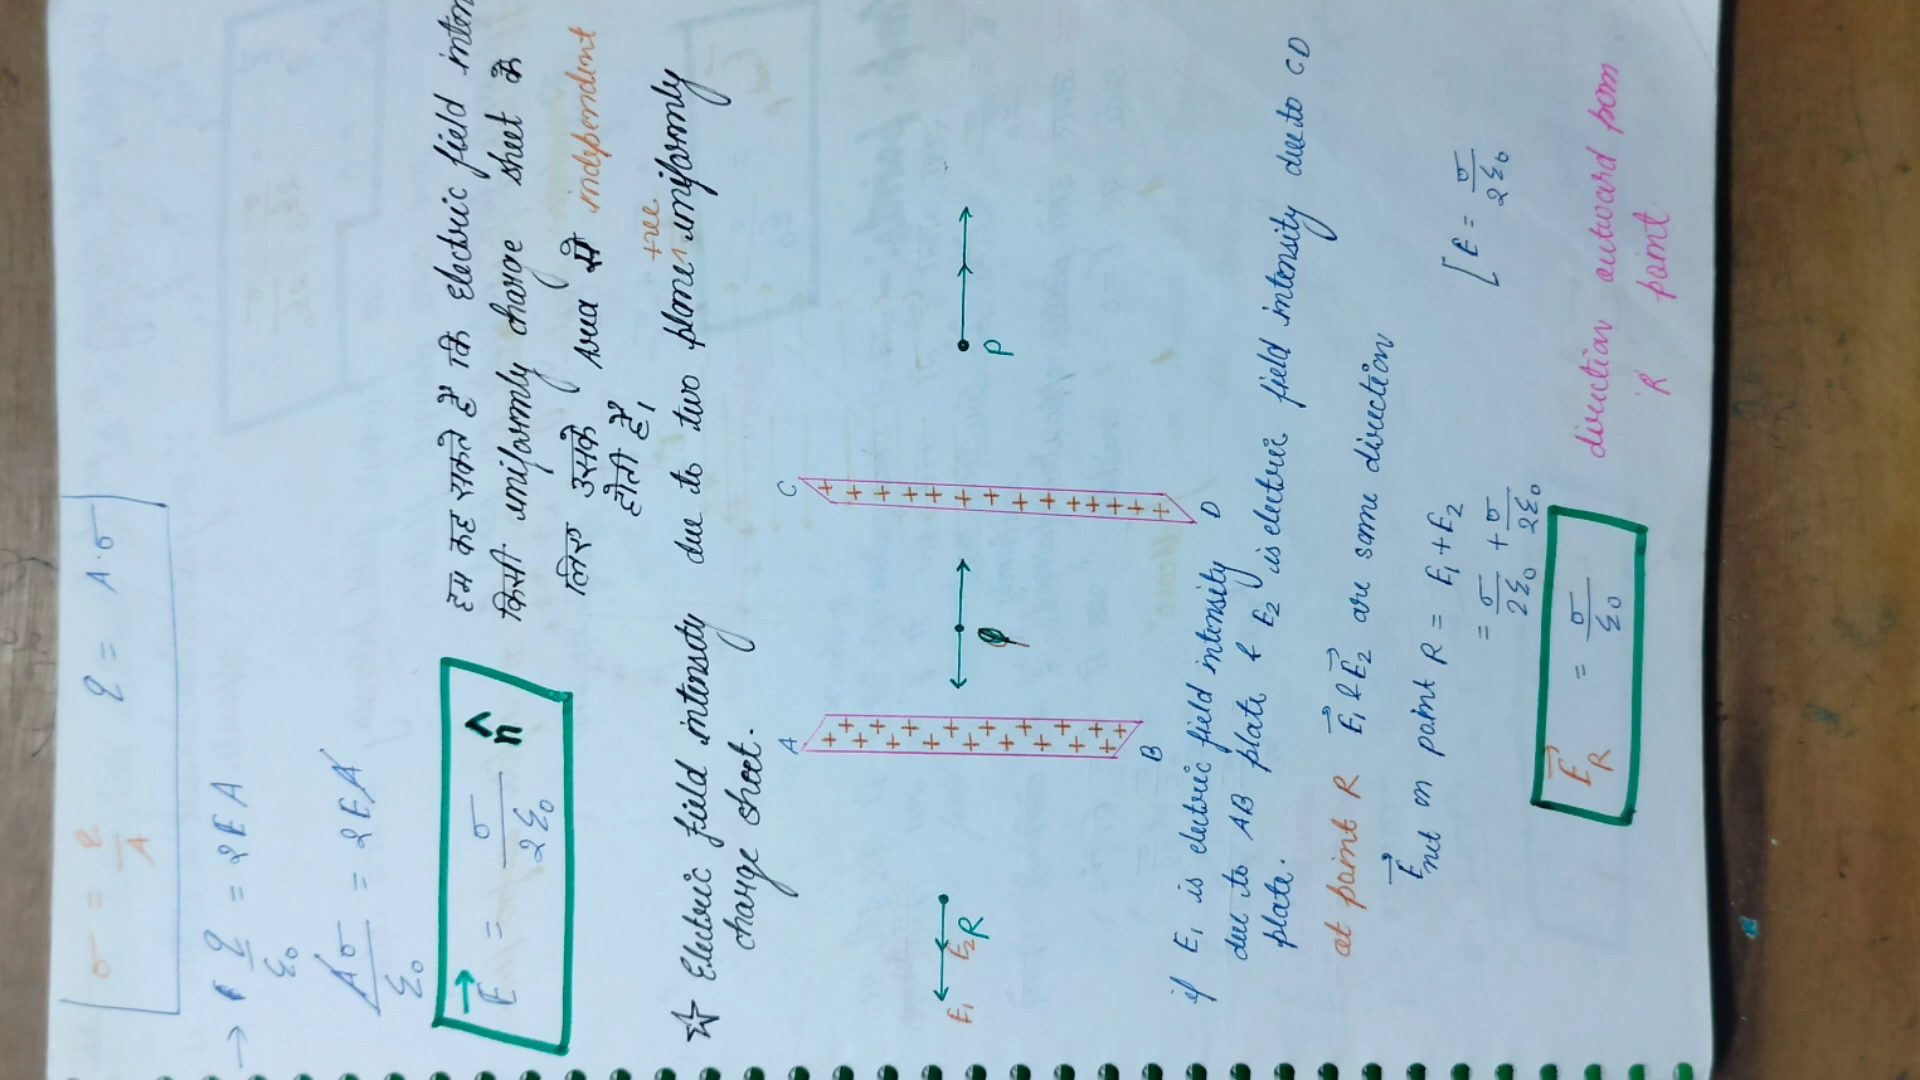 σ = q/A q = A·σ
→ q/ε₀ = 2EA
Aσ/ε₀ = 2EA
E⃗ = σ/2ε₀ n̂
हम कह सकते हैं कि electric field
किसी uniformly charge sheet के
लिए उसके से independent
होती है,
☆ Electric field intensity due to two plane +ve uniformly
charge sheet.
A C
E₁ E₂ R P
B D
if E₁ is electric field intensity
due to AB plate & E₂ is electric field intensity due to CD
plate.
at point R E⃗₁ & E⃗₂ are same direction
E⃗net on point R = E₁ + E₂ [E = σ/2ε₀
= σ/2ε₀ + σ/2ε₀
E⃗R = σ/ε₀ direction outward from
R point